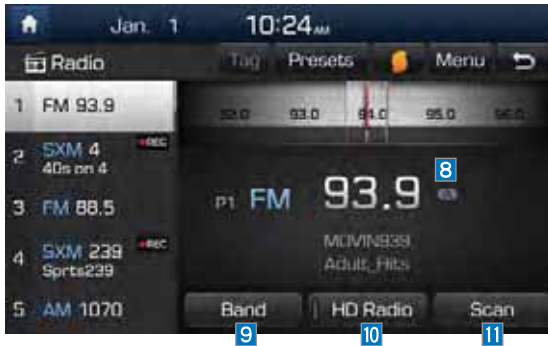 Jan. 1 10:24 AM
Radio Tag Presets Menu
1 FM 93.9
92.0 93.0 94.0 95.0 96.0
2 SXM 4 REC
40s on 4
3 FM 88.5
P1 FM 93.9 8
MOVIN939
Adult_Hits
4 SXM 239 REC
Sprts239
5 AM 1070
Band HD Radio Scan
9 10 11